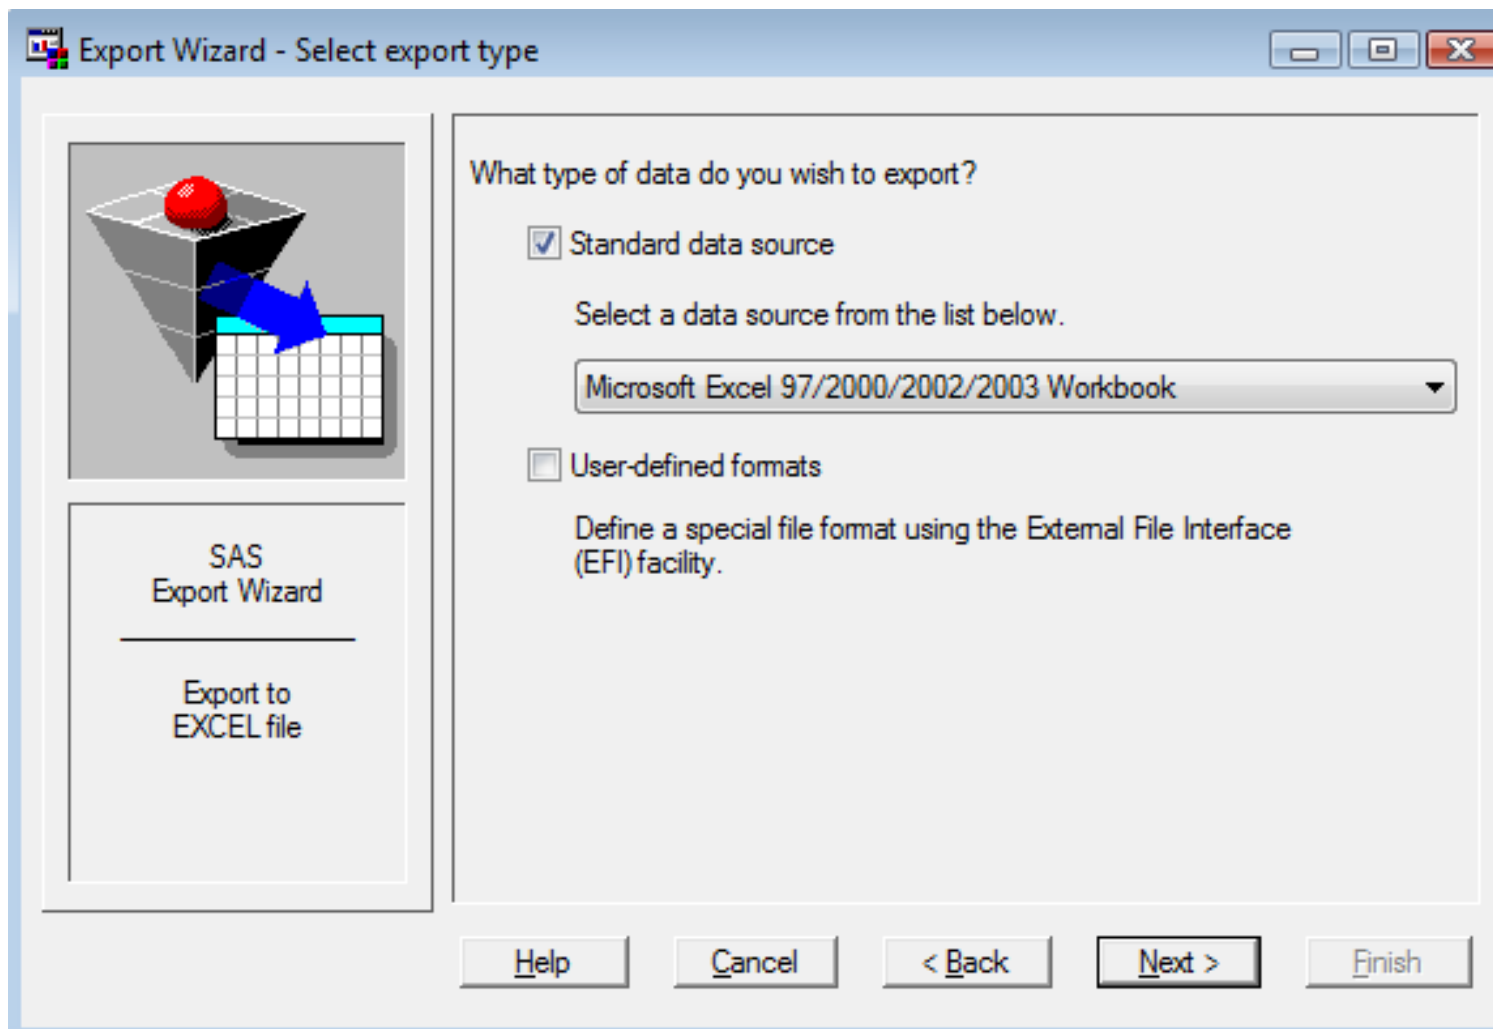 Export Wizard - Select export type
What type of data do you wish to export?
Standard data source
Select a data source from the list below.
Microsoft Excel 97/2000/2002/2003 Workbook
User-defined formats
Define a special file format using the External File Interface
(EFI) facility.
SAS
Export Wizard
Export to
EXCEL file
Help
Cancel
< Back
Next >
Finish